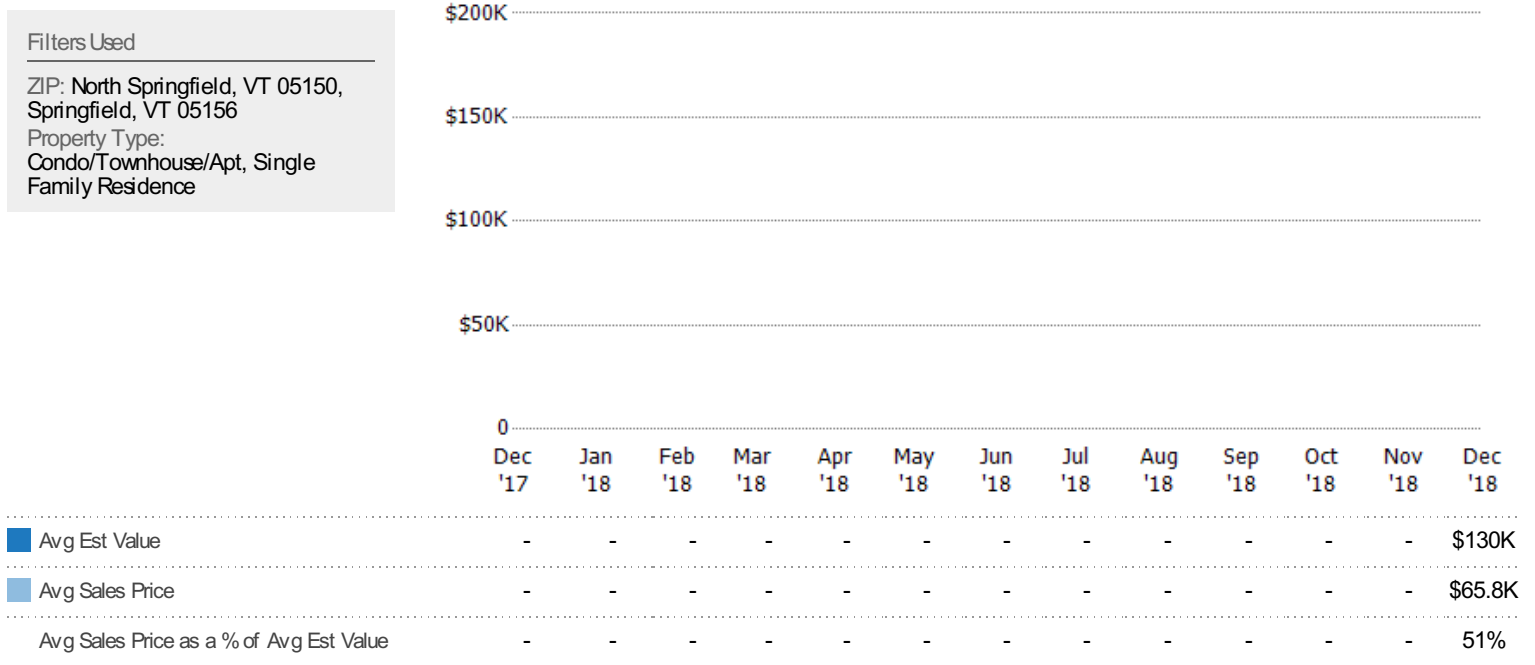 Filters Used
ZIP: North Springfield, VT 05150,
Springfield, VT 05156
Property Type:
Condo/Townhouse/Apt, Single
Family Residence
$200K
$150K
$100K
$50K
0
Dec Jan Feb Mar Apr May Jun Jul Aug Sep Oct Nov Dec
'17 '18 '18 '18 '18 '18 '18 '18 '18 '18 '18 '18 '18
Avg Est Value - - - - - - - - - - - - $130K
Avg Sales Price - - - - - - - - - - - - $65.8K
Avg Sales Price as a % of Avg Est Value - - - - - - - - - - - - 51%